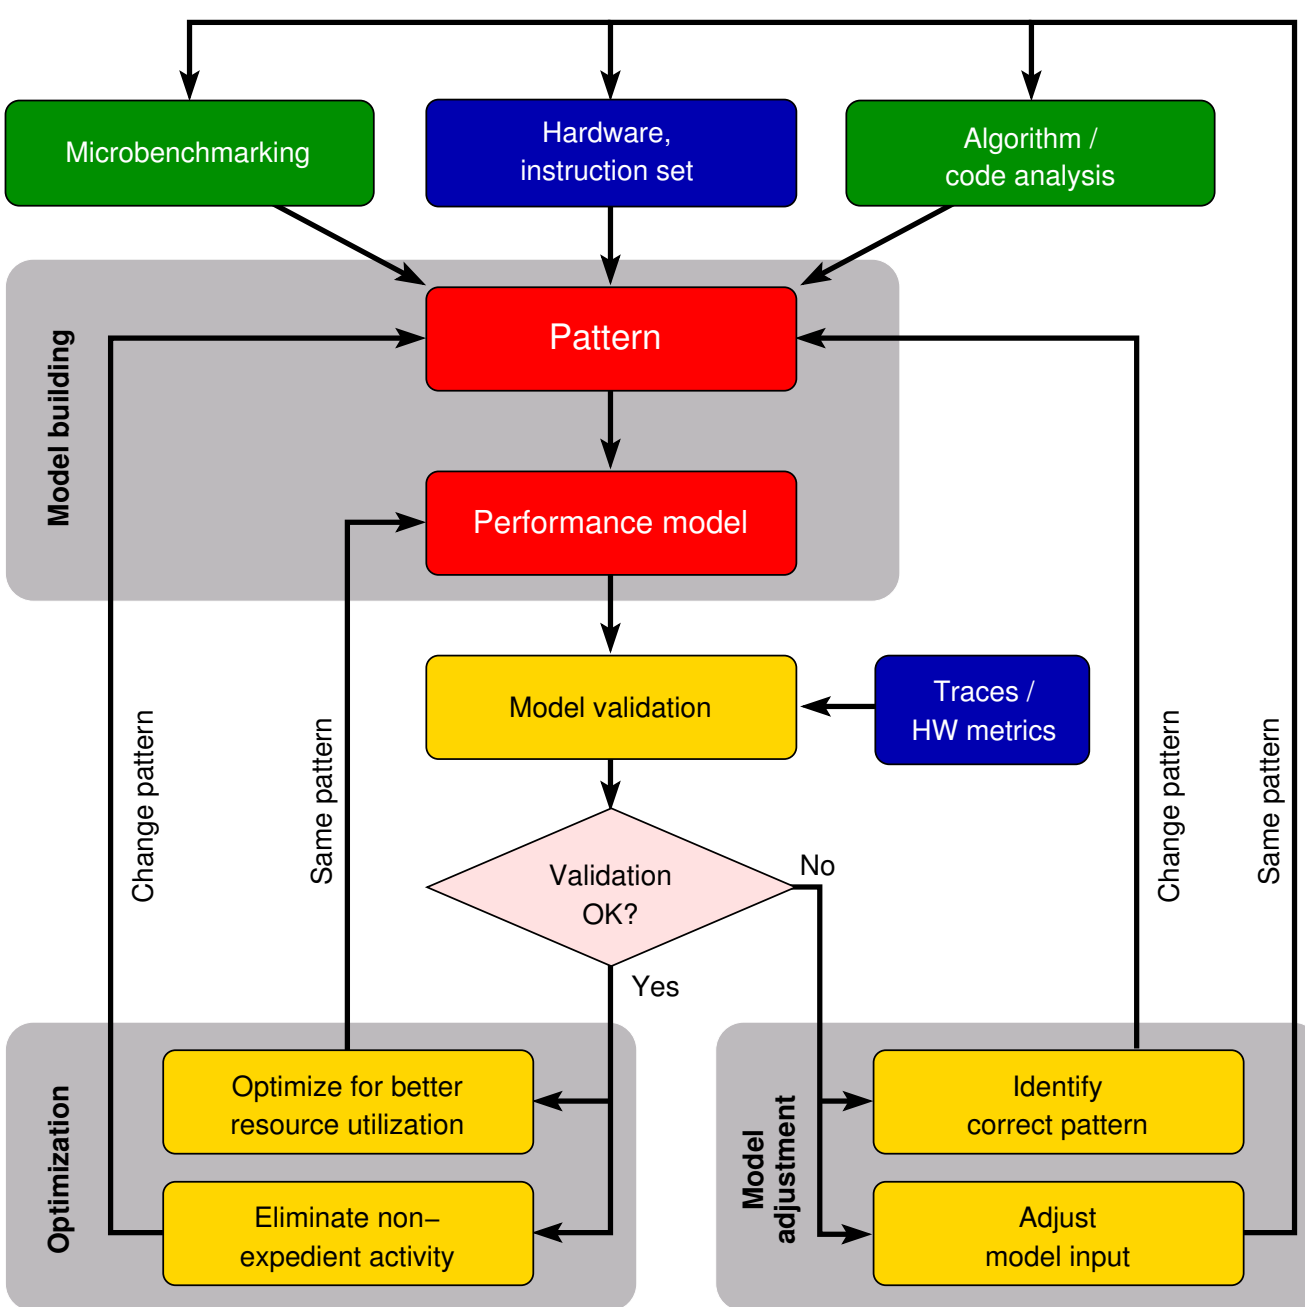 Microbenchmarking
Hardware,
instruction set
Algorithm /
code analysis
Model building
Pattern
Performance model
Model validation
Traces /
HW metrics
Change pattern
Same pattern
Change pattern
Same pattern
Validation
OK?
No
Yes
Optimization
Optimize for better
resource utilization
Eliminate non−
expedient activity
Model
adjustment
Identify
correct pattern
Adjust
model input